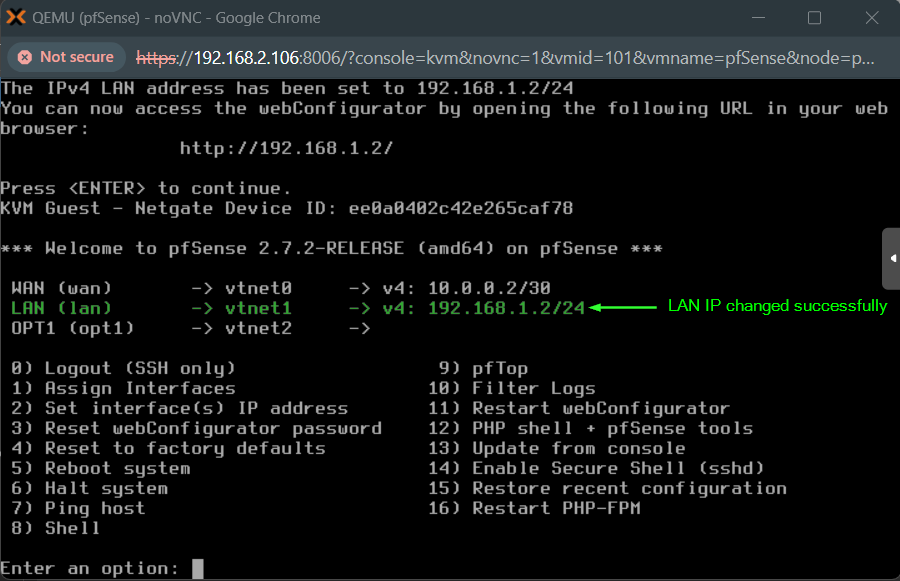 QEMU (pfSense) - noVNC - Google Chrome
Not secure https://192.168.2.106:8006/?console=kvm&novnc=1&vmid=101&vmname=pfSense&node=p...
The IPv4 LAN address has been set to 192.168.1.2/24
You can now access the webConfigurator by opening the following URL in your web
browser:
http://192.168.1.2/
Press <ENTER> to continue.
KVM Guest - Netgate Device ID: ee0a0402c42e265caf78
*** Welcome to pfSense 2.7.2-RELEASE (amd64) on pfSense ***
WAN (wan) -> vtnet0 -> v4: 10.0.0.2/30
LAN (lan) -> vtnet1 -> v4: 192.168.1.2/24 LAN IP changed successfully
OPT1 (opt1) -> vtnet2 ->
0) Logout (SSH only) 9) pfTop
1) Assign Interfaces 10) Filter Logs
2) Set interface(s) IP address 11) Restart webConfigurator
3) Reset webConfigurator password 12) PHP shell + pfSense tools
4) Reset to factory defaults 13) Update from console
5) Reboot system 14) Enable Secure Shell (sshd)
6) Halt system 15) Restore recent configuration
7) Ping host 16) Restart PHP-FPM
8) Shell
Enter an option: